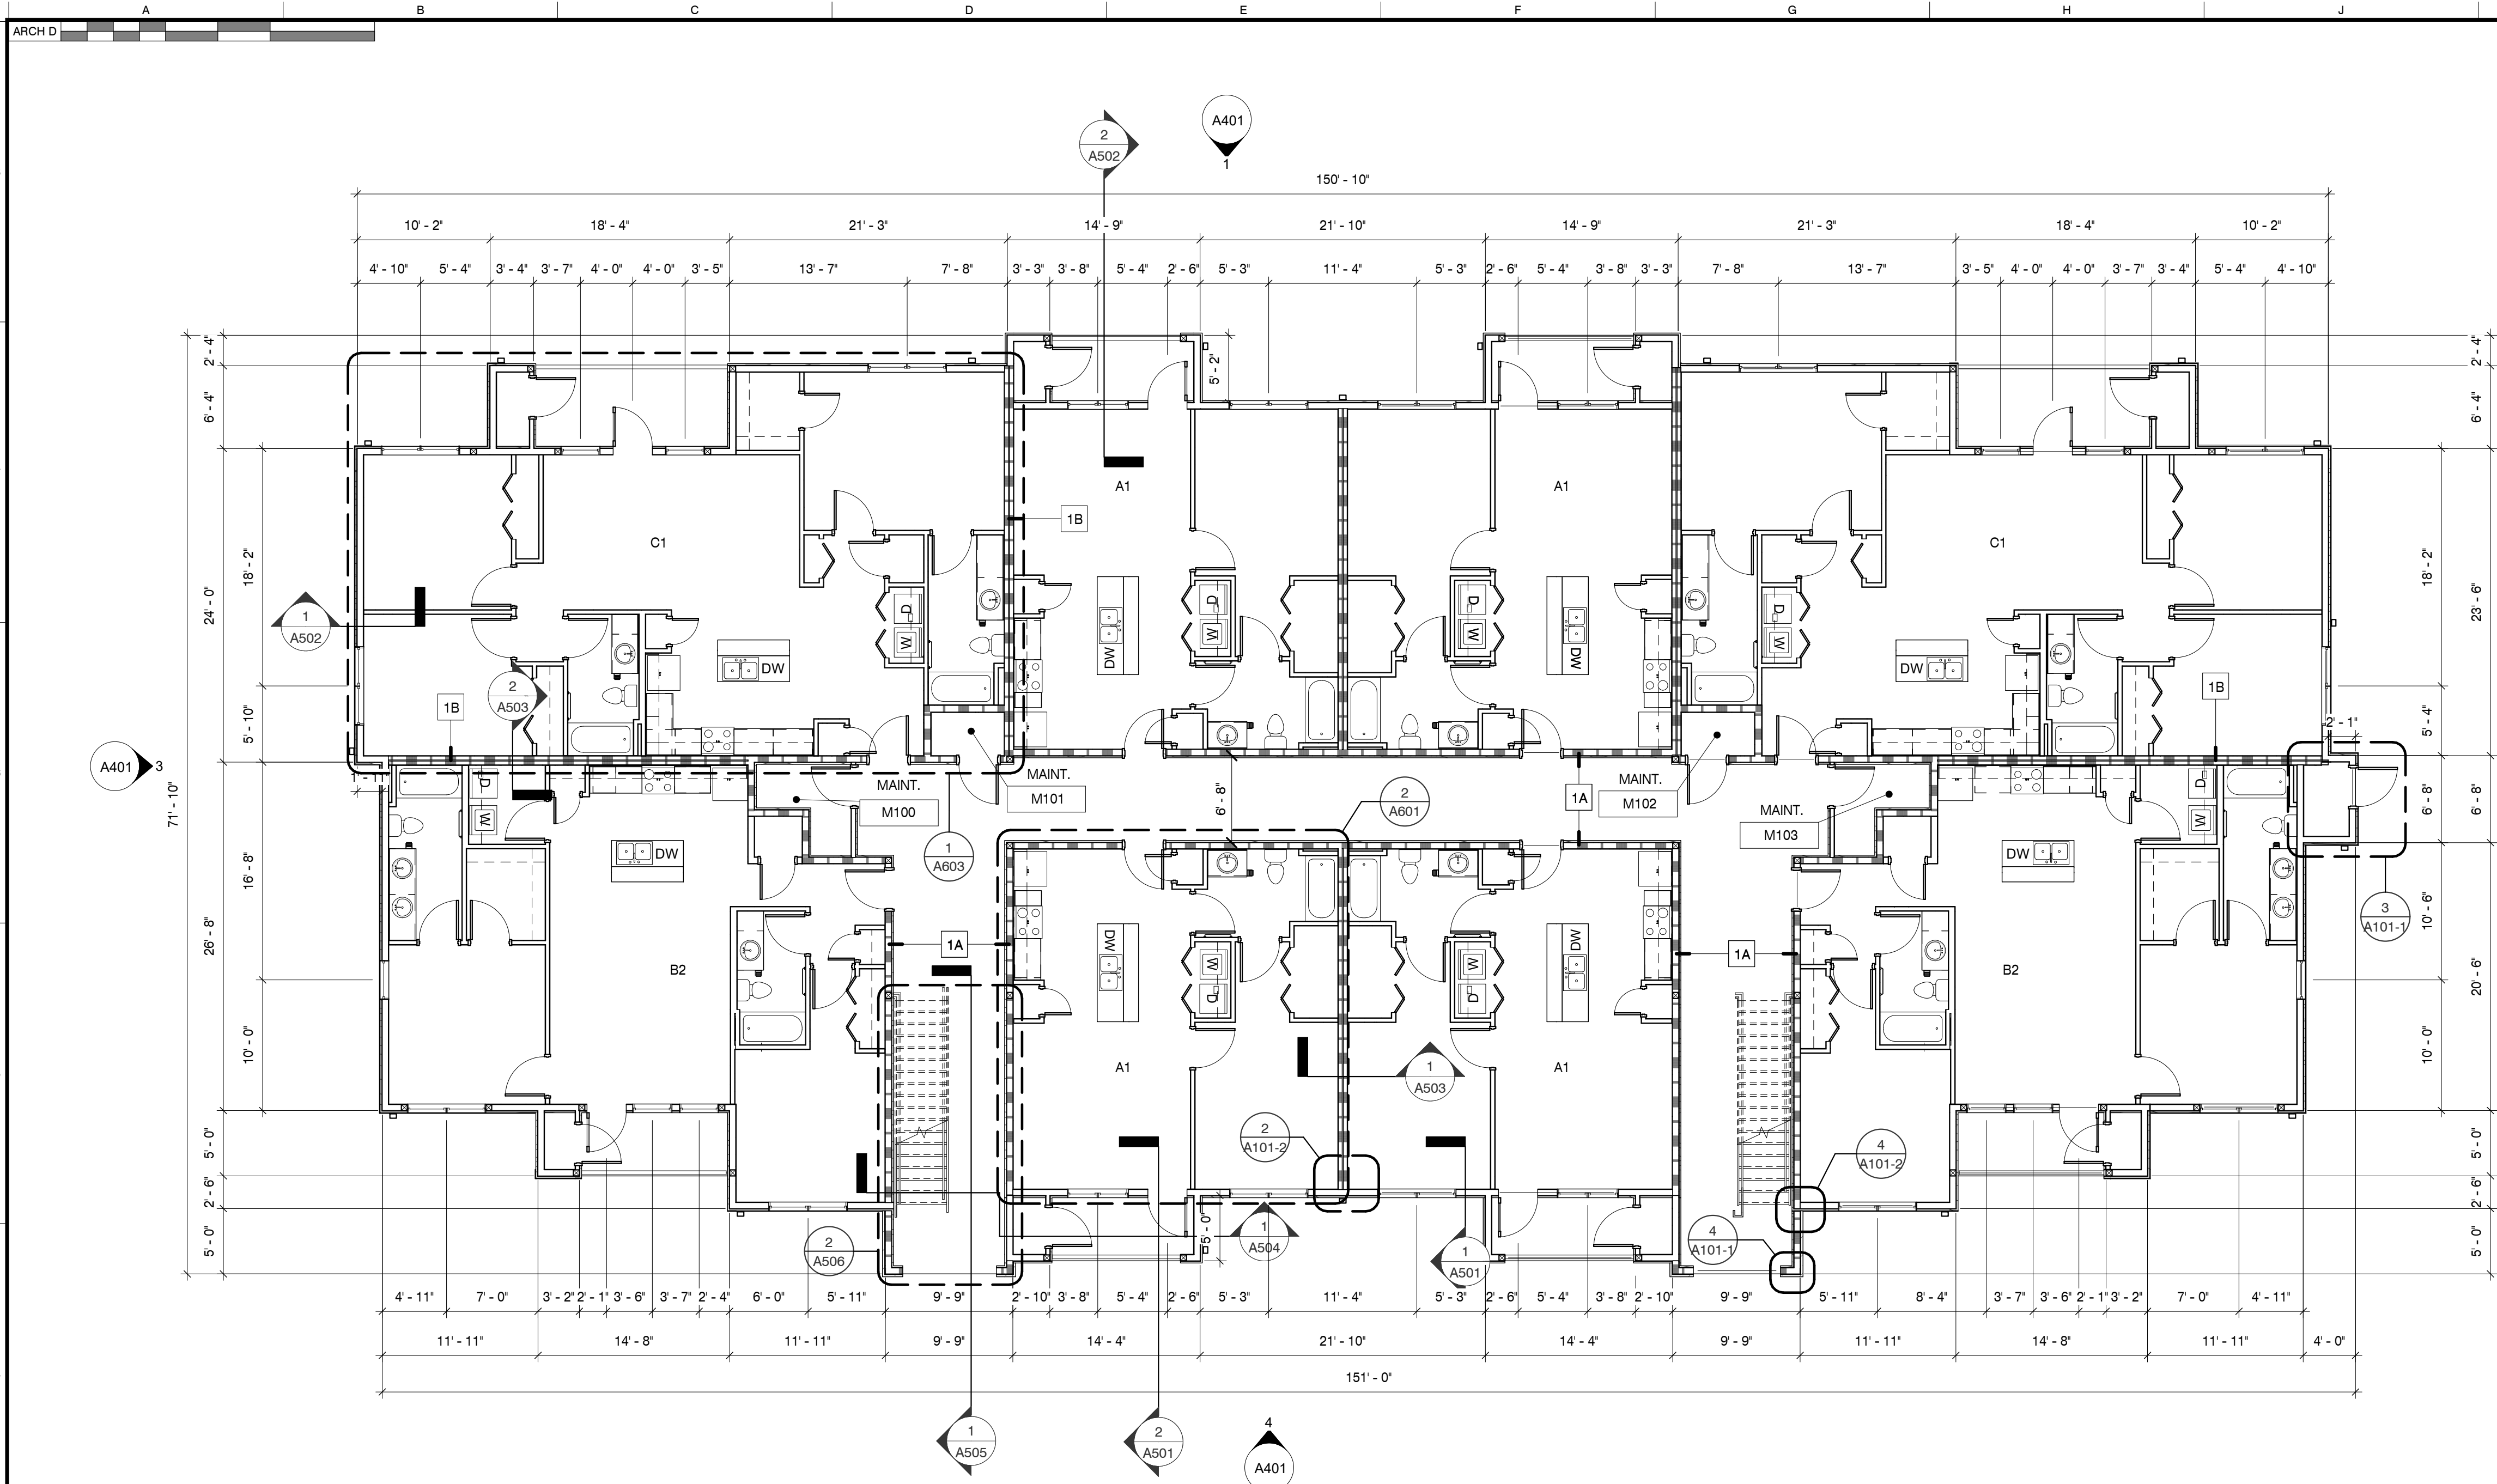 A B C D E F G H J
ARCH D
2
A502
A401
1
150' - 10"
10' - 2" 18' - 4" 21' - 3" 14' - 9" 21' - 10" 14' - 9" 21' - 3" 18' - 4" 10' - 2"
4' - 10" 5' - 4" 3' - 4" 3' - 7" 4' - 0" 4' - 0" 3' - 5" 13' - 7" 7' - 8" 3' - 3" 3' - 8" 5' - 4" 2' - 6" 5' - 3" 11' - 4" 5' - 3" 2' - 6" 5' - 4" 3' - 8" 3' - 3" 7' - 8" 13' - 7" 3' - 5" 4' - 0" 4' - 0" 3' - 7" 3' - 4" 5' - 4" 4' - 10"
2' - 4" 5' - 2" 2' - 4"
6' - 4" 6' - 4"
A1 A1
1B
C1 C1
18' - 2" 18' - 2"
24' - 0" 23' - 6"
D D D D
W W W W
1
A502
DW DW DW DW
2
A503
1B 1B
5' - 10" 5' - 4"
2' - 1"
A401 3
1' - 11"
71' - 10"
MAINT.
M101
MAINT.
M100
MAINT.
M102
MAINT.
M103
6' - 8" 6' - 8" 6' - 8"
1A
2
A601
D D
W W
DW DW
1
A603
16' - 8"
26' - 8"
3
A101-1
10' - 6"
20' - 6"
1A 1A
DW DW
W W
D D
B2 B2
10' - 0" 10' - 0"
A1 A1
1
A503
2
A101-2
4
A101-2
5' - 0" 5' - 0"
2' - 6" 2' - 6"
5' - 0" 5' - 0" 5' - 0"
2
A506
1
A504
1
A501
4
A101-1
4' - 11" 7' - 0" 3' - 2" 2' - 1" 3' - 6" 3' - 7" 2' - 4" 6' - 0" 5' - 11" 9' - 9" 2' - 10" 3' - 8" 5' - 4" 2' - 6" 5' - 3" 11' - 4" 5' - 3" 2' - 6" 5' - 4" 3' - 8" 2' - 10" 9' - 9" 5' - 11" 8' - 4" 3' - 7" 3' - 6" 2' - 1" 3' - 2" 7' - 0" 4' - 11"
11' - 11" 14' - 8" 11' - 11" 9' - 9" 14' - 4" 21' - 10" 14' - 4" 9' - 9" 11' - 11" 14' - 8" 11' - 11" 4' - 0"
151' - 0"
1
A505
2
A501
4
A401